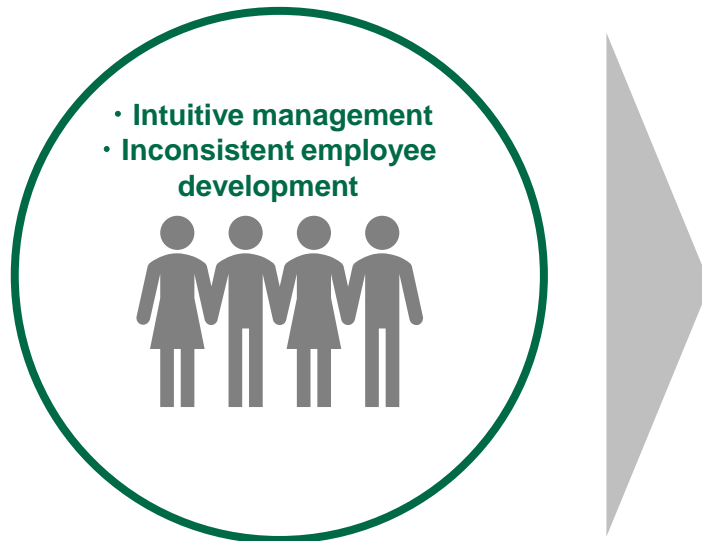 ・Intuitive management
・Inconsistent employee
development